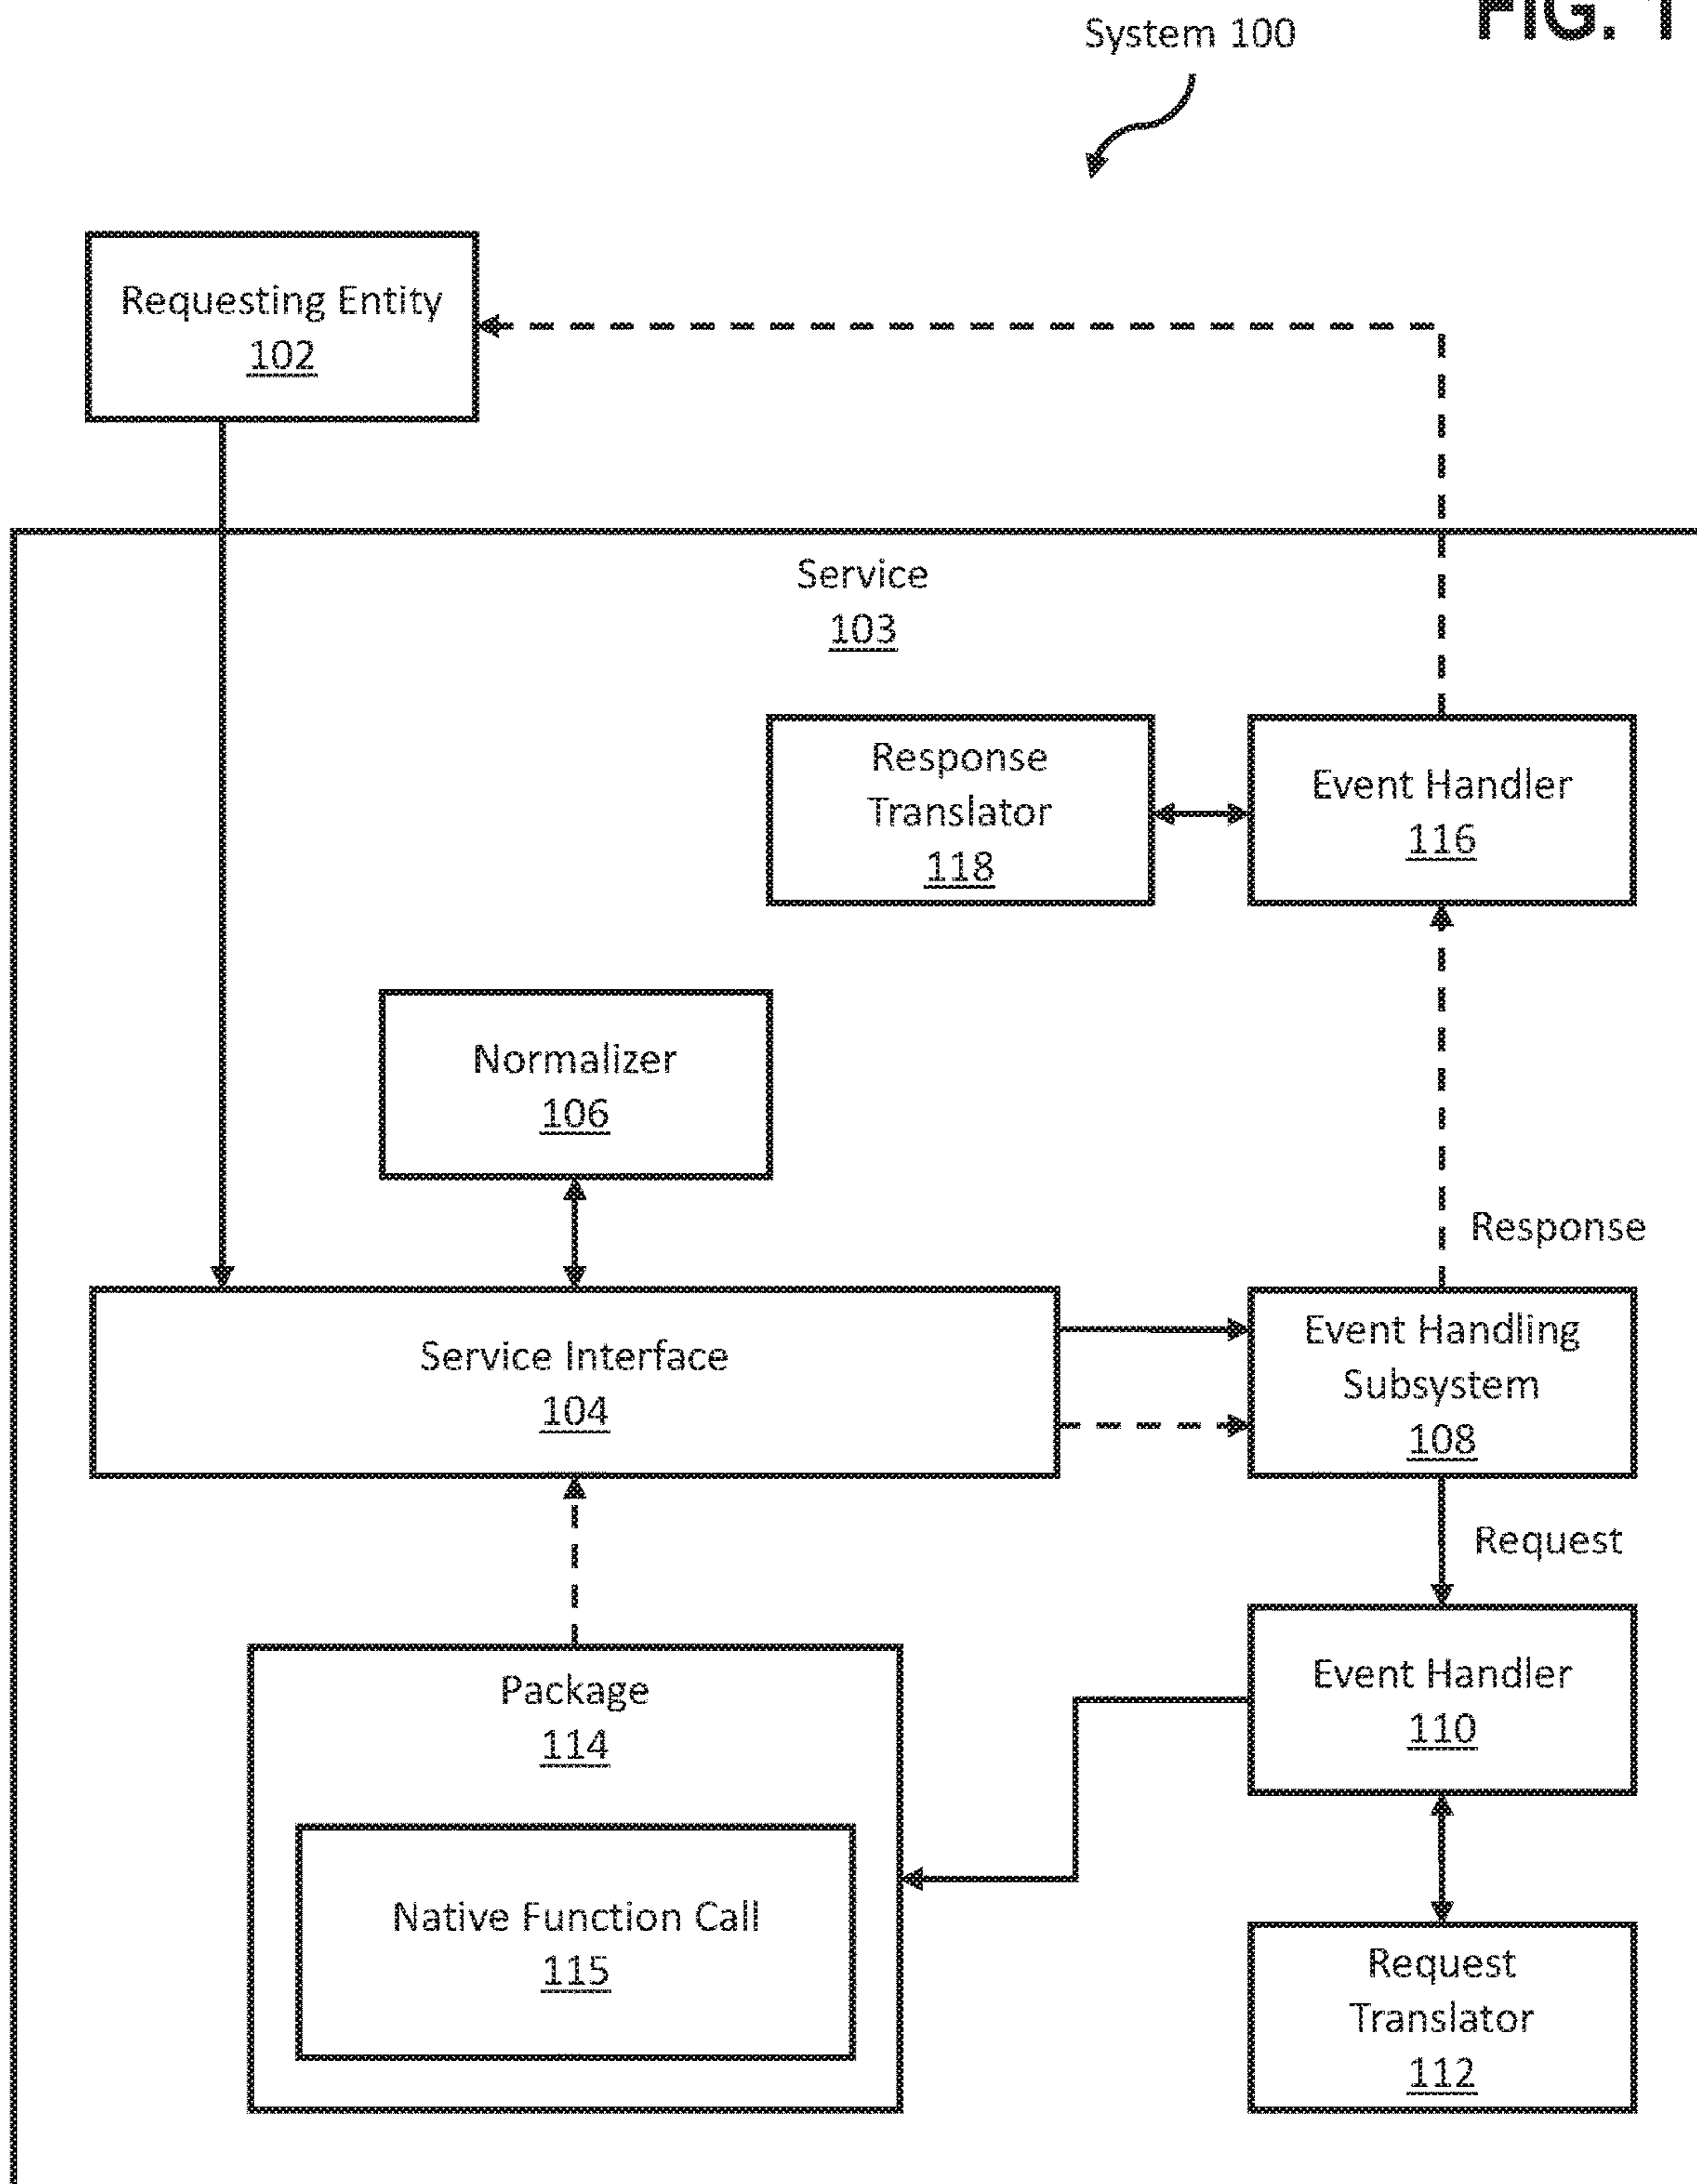 FIG. 1
System 100
Requesting Entity
102
Service
103
Response
Translator
118
Event Handler
116
Normalizer
106
Response
Service Interface
104
Event Handling
Subsystem
108
Request
Package
114
Event Handler
110
Native Function Call
115
Request
Translator
112